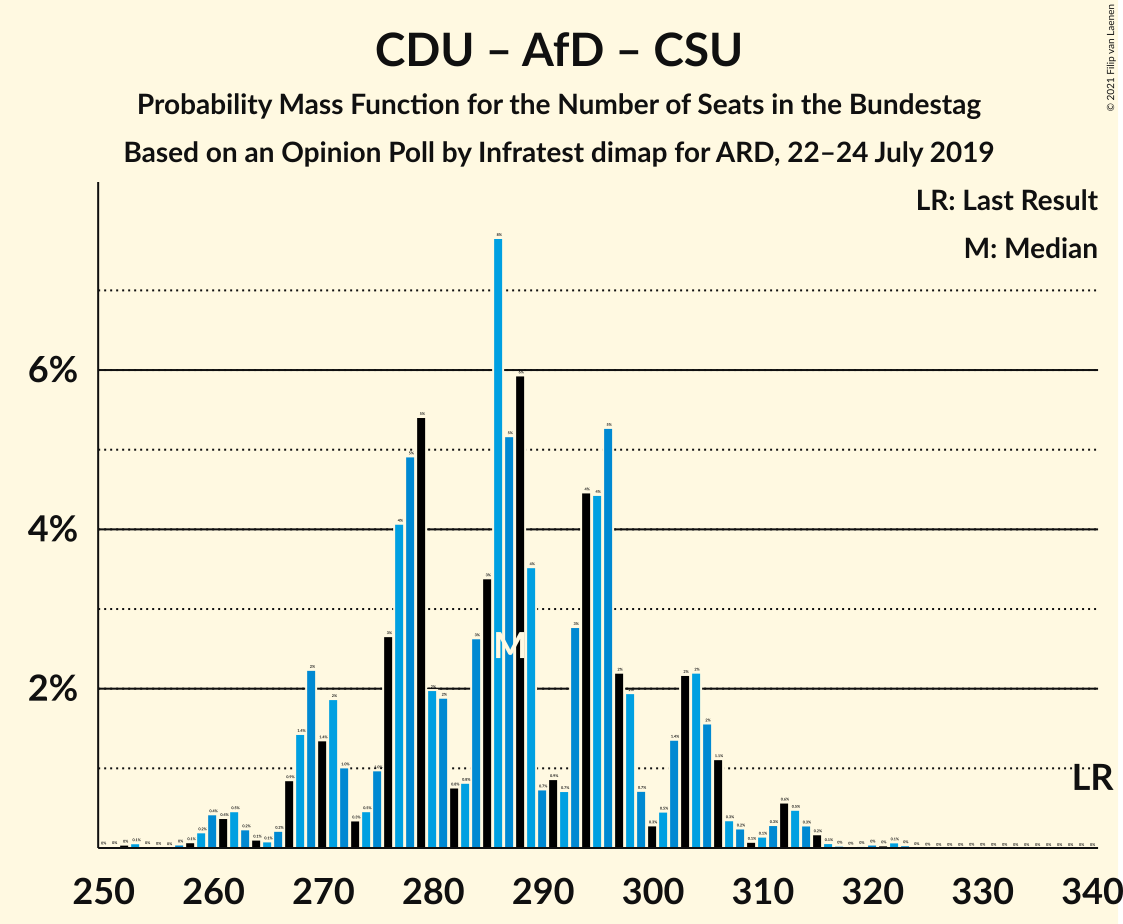 CDU – AfD – CSU
Probability Mass Function for the Number of Seats in the Bundestag
Based on an Opinion Poll by Infratest dimap for ARD, 22–24 July 2019
© 2021 Filip van Laenen
LR: Last Result
M: Median
6%
4%
2%
M
LR
250 260 270 280 290 300 310 320 330 340